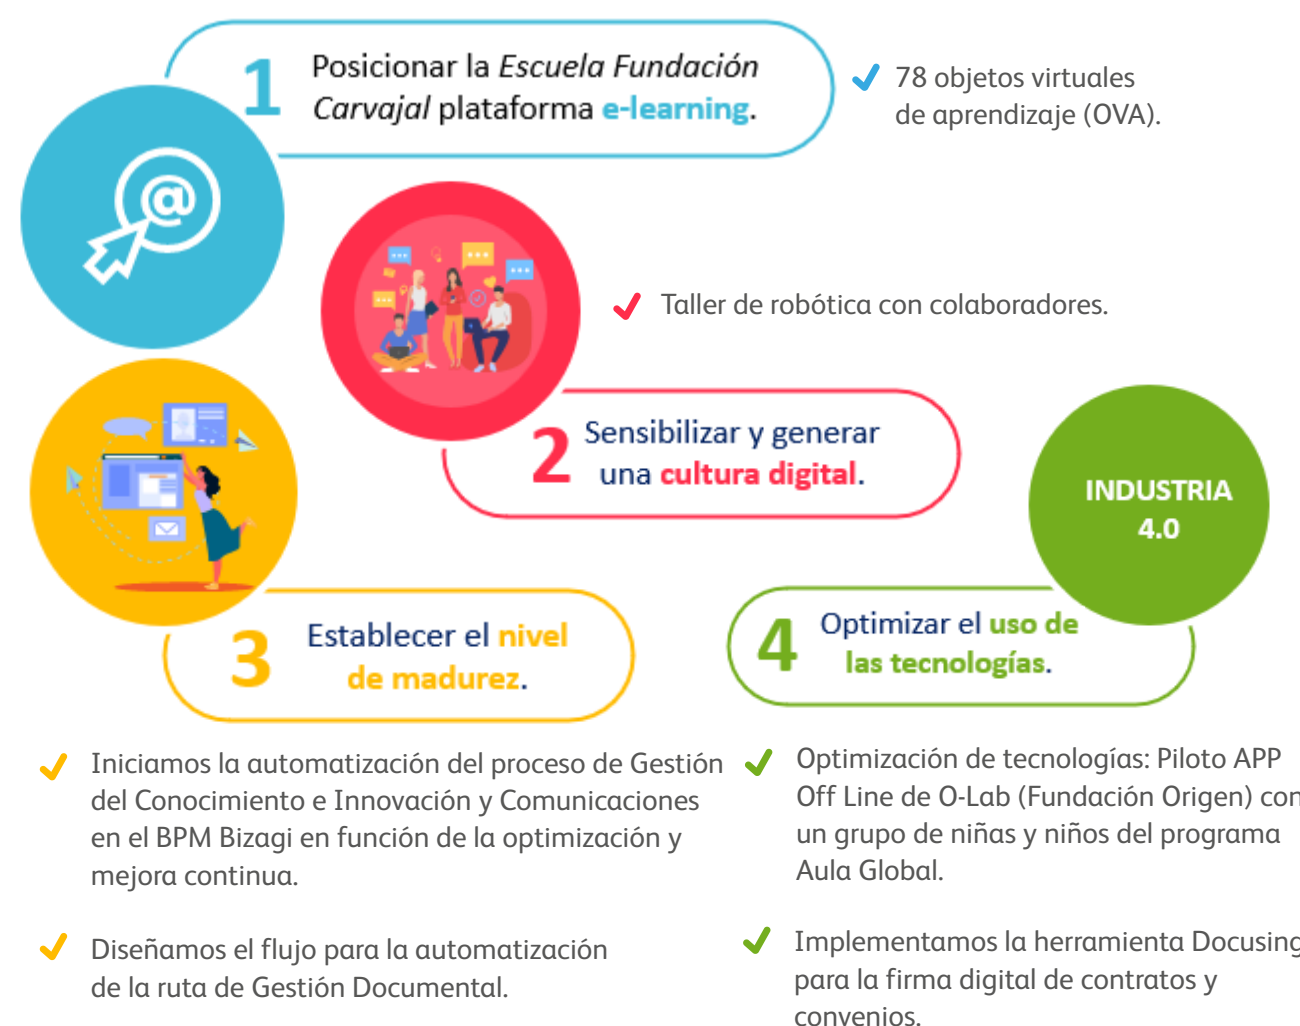 1
Posicionar la Escuela Fundación
Carvajal plataforma e-learning.
78 objetos virtuales
de aprendizaje (OVA).
@
Taller de robótica con colaboradores.
2
Sensibilizar y generar
una cultura digital.
INDUSTRIA
4.0
3
Establecer el nivel
de madurez.
4
Optimizar el uso de
las tecnologías.
Iniciamos la automatización del proceso de Gestión
del Conocimiento e Innovación y Comunicaciones
en el BPM Bizagi en función de la optimización y
mejora continua.
Diseñamos el flujo para la automatización
de la ruta de Gestión Documental.
Optimización de tecnologías: Piloto APP
Off Line de O-Lab (Fundación Origen) con
un grupo de niñas y niños del programa
Aula Global.
Implementamos la herramienta Docusing
para la firma digital de contratos y
convenios.